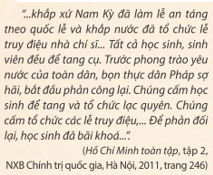 "...khắp xứ Nam Kỳ đã làm lễ an táng
theo quốc lễ và khắp nước đã tổ chức lễ
truy điệu nhà chí sĩ... Tất cả học sinh, sinh
viên đều để tang cụ. Trước phong trào yêu
nước của toàn dân, bọn thực dân Pháp sợ
hãi, bắt đầu phản công lại. Chúng cấm học
sinh để tang và tổ chức lạc quyên. Chúng
cấm tổ chức các lễ truy điệu,... Để phản đối
lại, học sinh đã bãi khoá...".
(Hồ Chí Minh toàn tập, tập 2,
NXB Chính trị quốc gia, Hà Nội, 2011, trang 246)